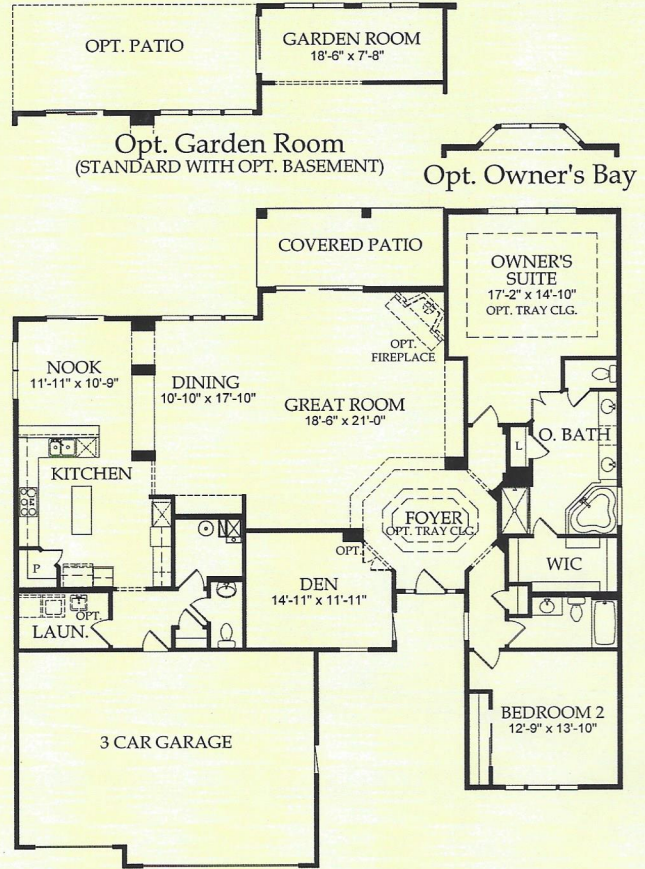 OPT. PATIO
GARDEN ROOM
18'-6" x 7'-8"
Opt. Garden Room
(STANDARD WITH OPT. BASEMENT)
Opt. Owner's Bay
COVERED PATIO
OWNER'S
SUITE
17'-2" x 14'-10"
OPT. TRAY CLG.
OPT.
FIREPLACE
NOOK
11'-11" x 10'-9"
DINING
10'-10" x 17'-10"
GREAT ROOM
18'-6" x 21'-0"
O. BATH
L
KITCHEN
FOYER
OPT. TRAY CLG.
OPT.
P
WIC
DEN
14'-11" x 11'-11"
OPT.
LAUN.
BEDROOM 2
12'-9" x 13'-10"
3 CAR GARAGE